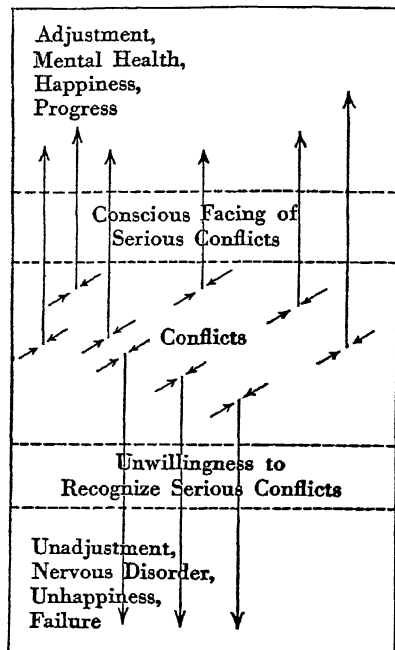 Adjustment,
Mental Health,
Happiness,
Progress
Conscious Facing of
Serious Conflicts
Conflicts
Unwillingness to
Recognize Serious Conflicts
Unadjustment,
Nervous Disorder,
Unhappiness,
Failure